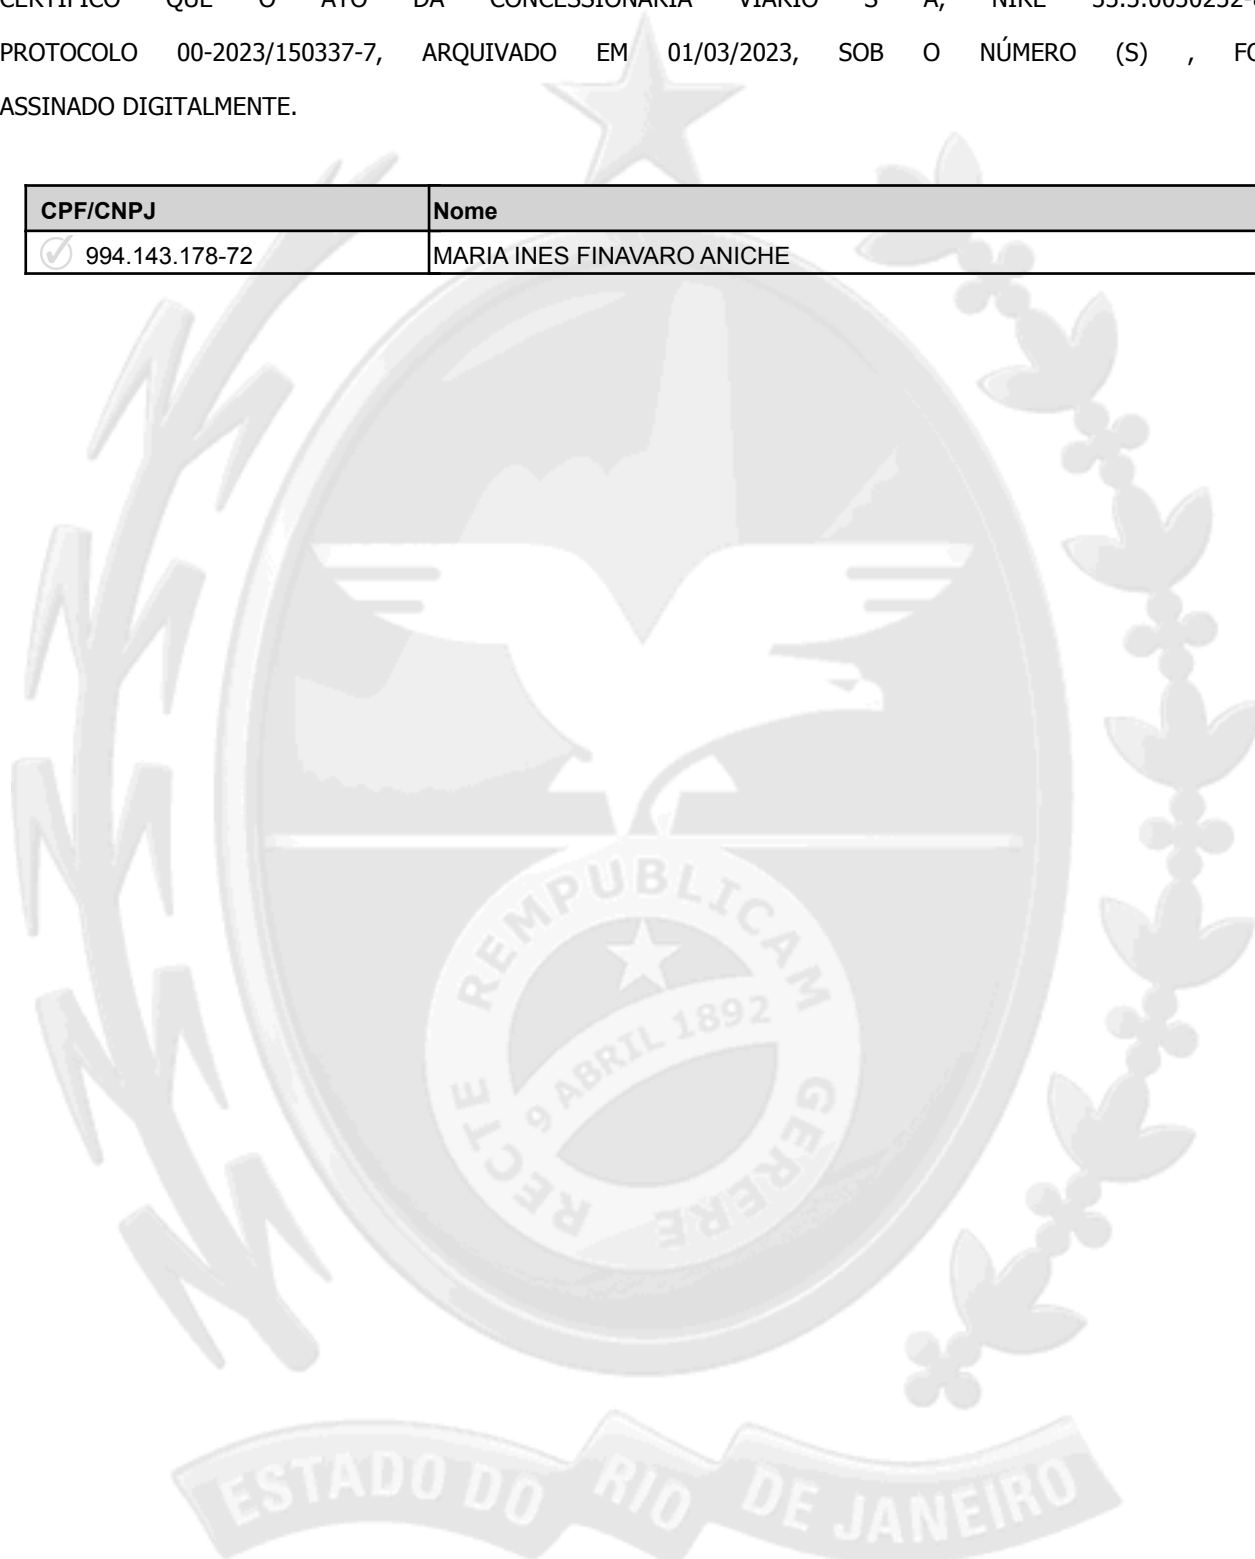 CERTIFICO QUE O ATO DA CONCESSIONARIA VIARIO S A, NIRE
PROTOCOLO 00-2023/150337-7, ARQUIVADO EM 01/03/2023, SOB O NÚMERO (S) ,
ASSINADO DIGITALMENTE.
CPF/CNPJ Nome
994.143.178-72 MARIA INES FINAVARO ANICHE
REMPUBLICAM
9 ABRIL 1892
RECTE GERERE
ESTADO DO RIO DE JANEIRO